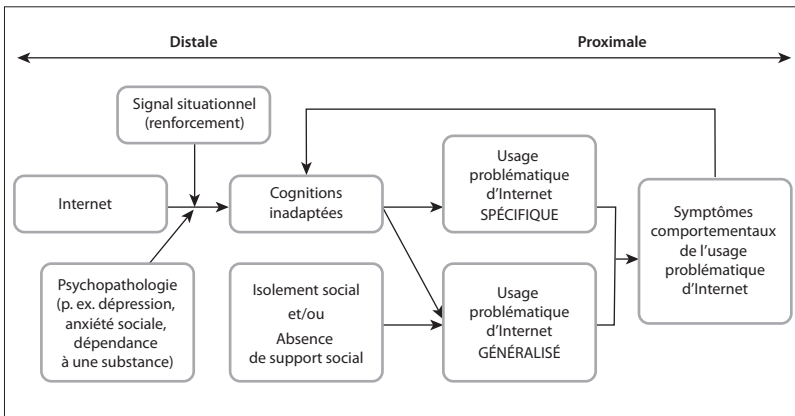 Distale
Proximale
Signal situationnel
(renforcement)
Internet
Cognitions
inadaptées
Usage
problématique
d’Internet
SPÉCIFIQUE
Symptômes
comportementaux
de l’usage
problématique
d’Internet
Psychopathologie
(p. ex. dépression,
anxiété sociale,
dépendance
à une substance)
Isolement social
et/ou
Absence
de support social
Usage
problématique
d’Internet
GÉNÉRALISÉ